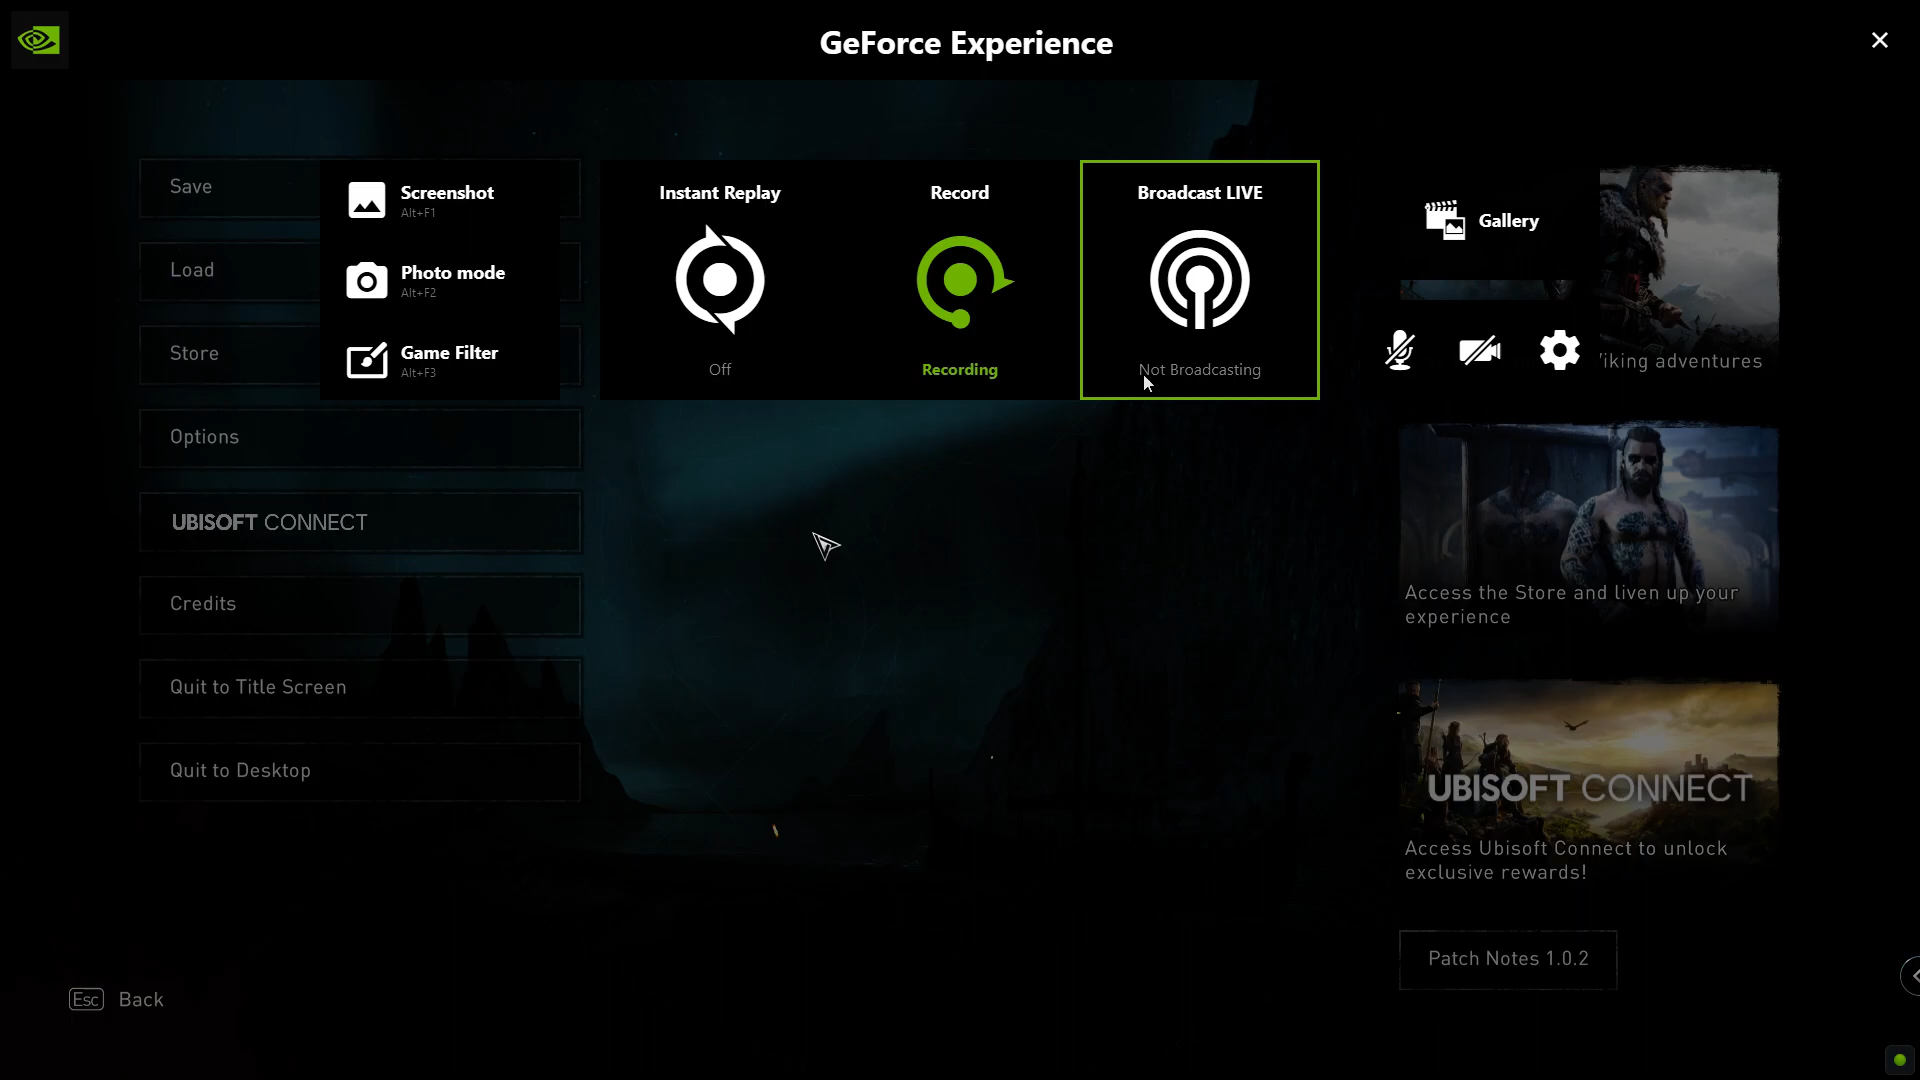 GeForce Experience
Save
Load
Store
Options
UBISOFT CONNECT
Credits
Quit to Title Screen
Quit to Desktop
Screenshot
Alt+F1
Photo mode
Alt+F2
Game Filter
Alt+F3
Instant Replay
Off
Record
Recording
Broadcast LIVE
Not Broadcasting
Gallery
iking adventures
Access the Store and liven up your
experience
UBISOFT CONNECT
Access Ubisoft Connect to unlock
exclusive rewards!
Patch Notes 1.0.2
Esc Back